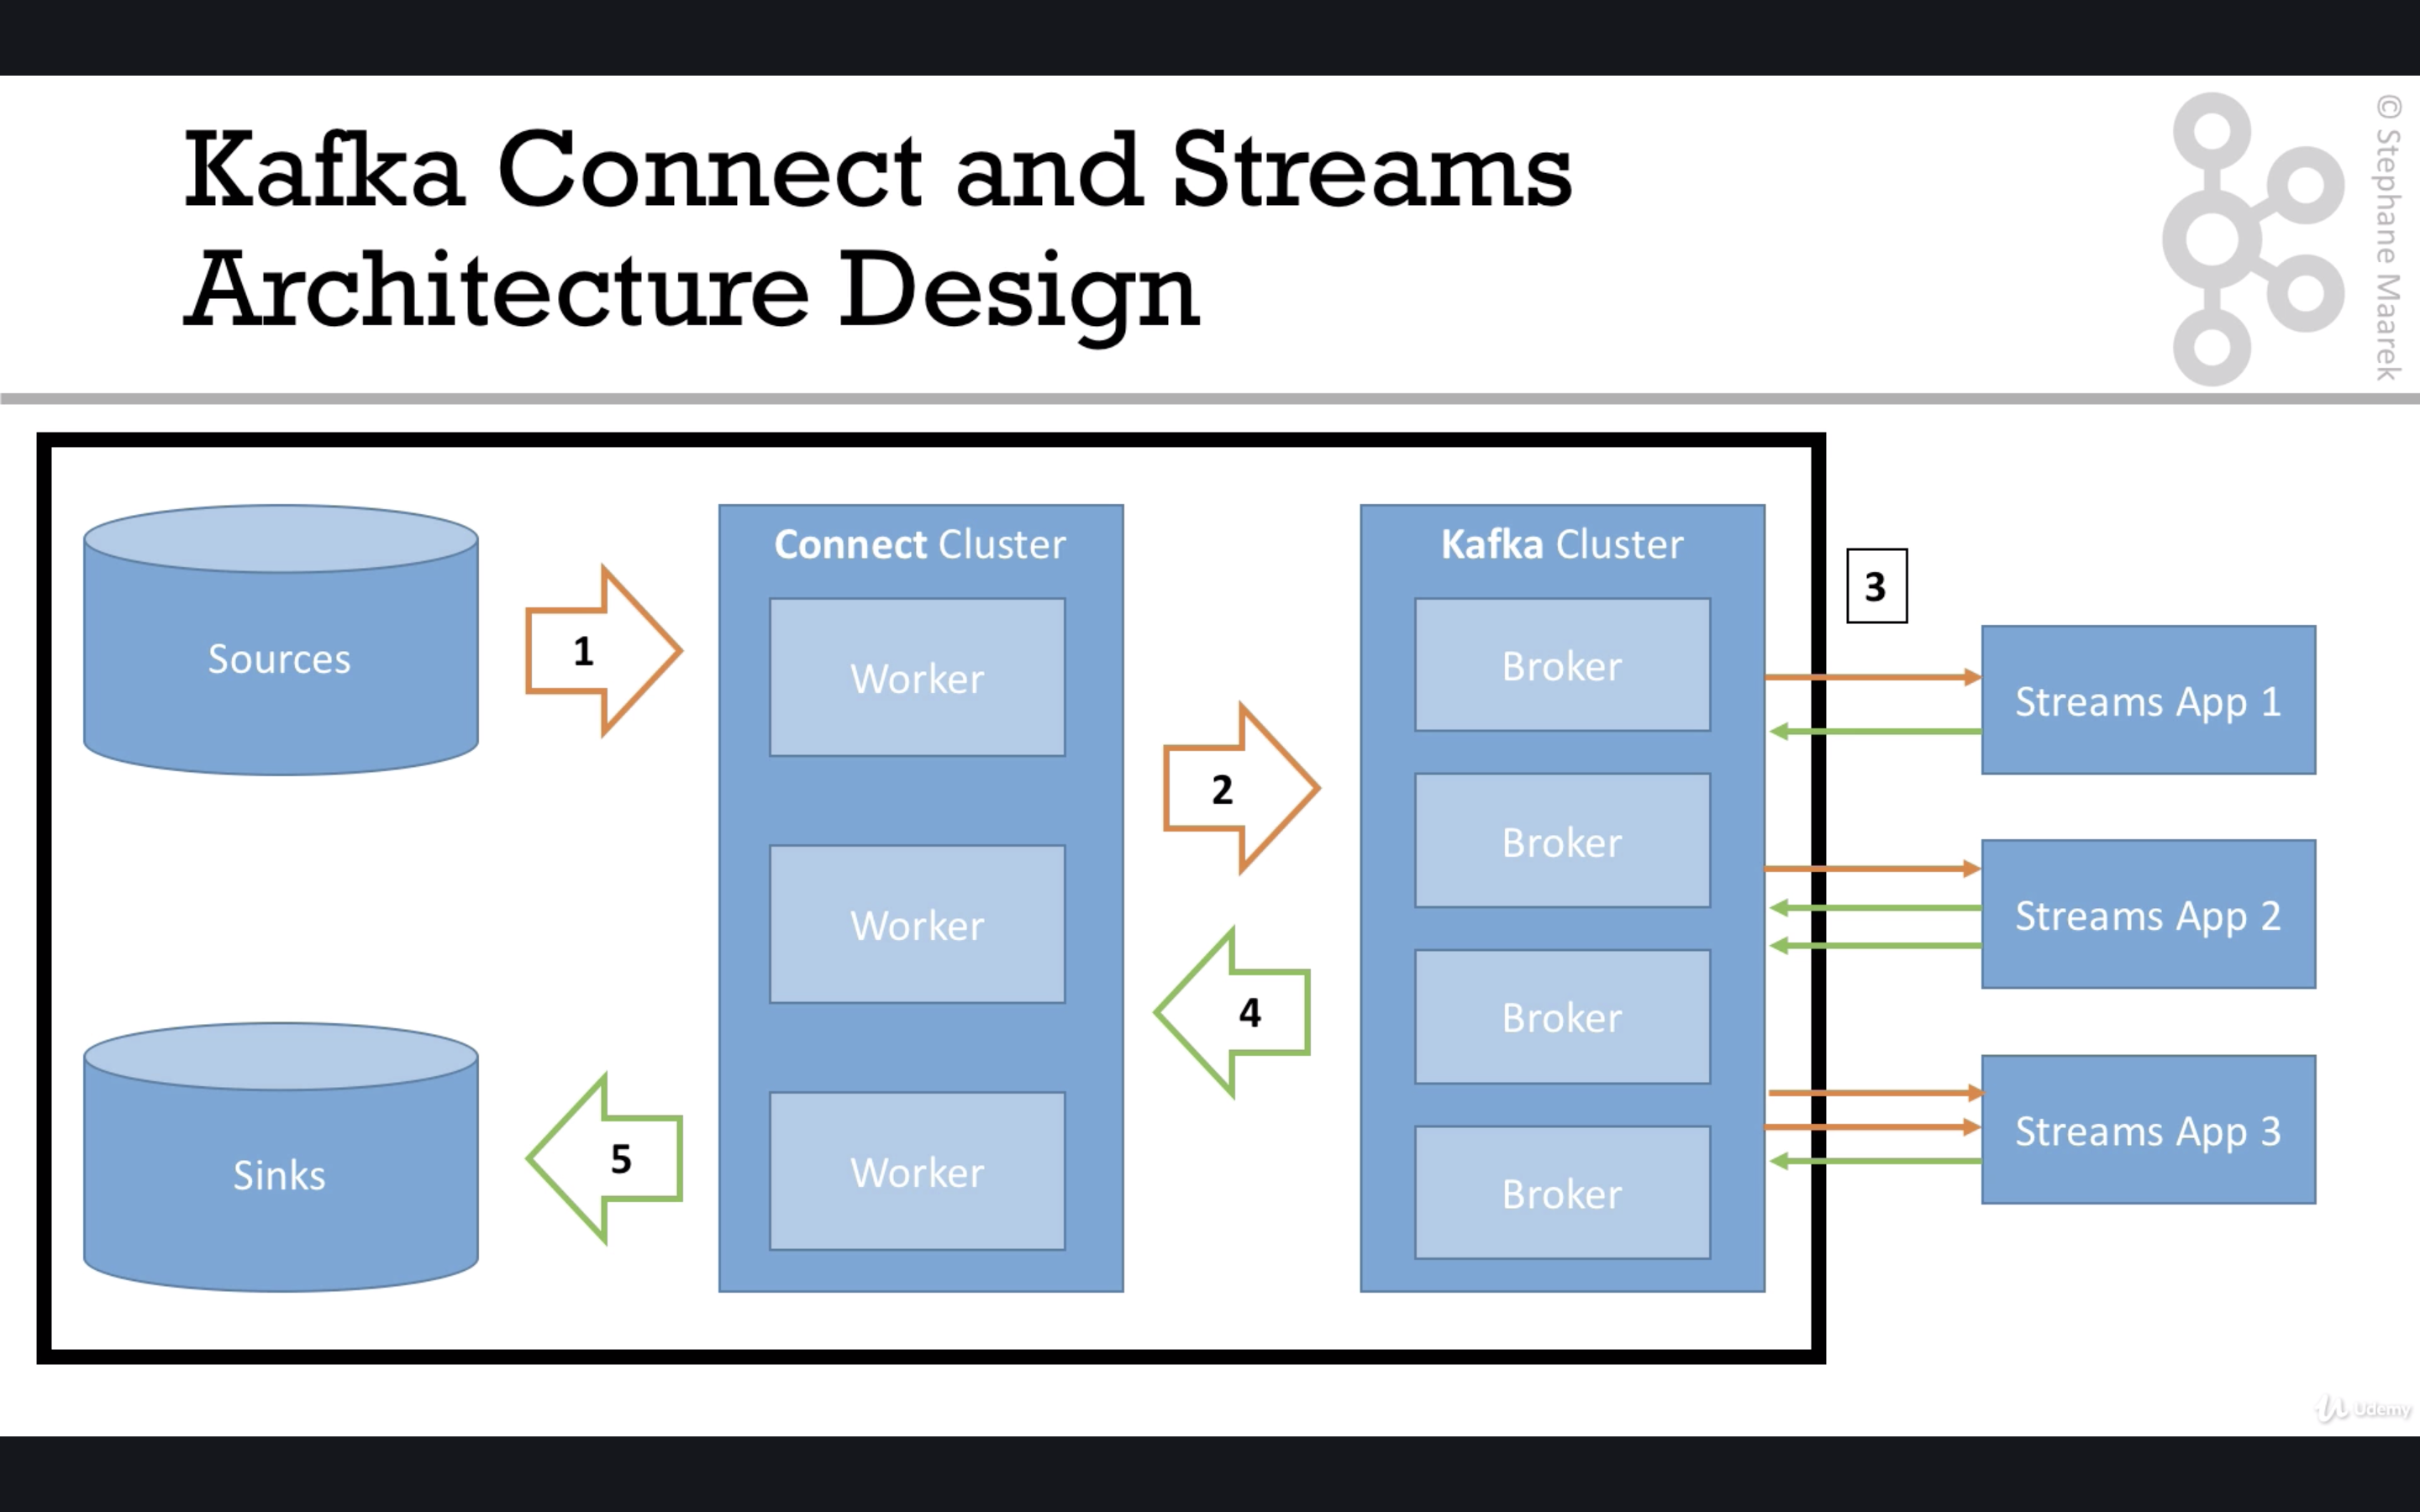 Kafka Connect and Streams
Architecture Design
© Stephane Maarek
Sources
1
Connect Cluster
Worker
Worker
Worker
2
Kafka Cluster
Broker
Broker
Broker
Broker
3
Streams App 1
Streams App 2
Streams App 3
4
5
Sinks
Udemy